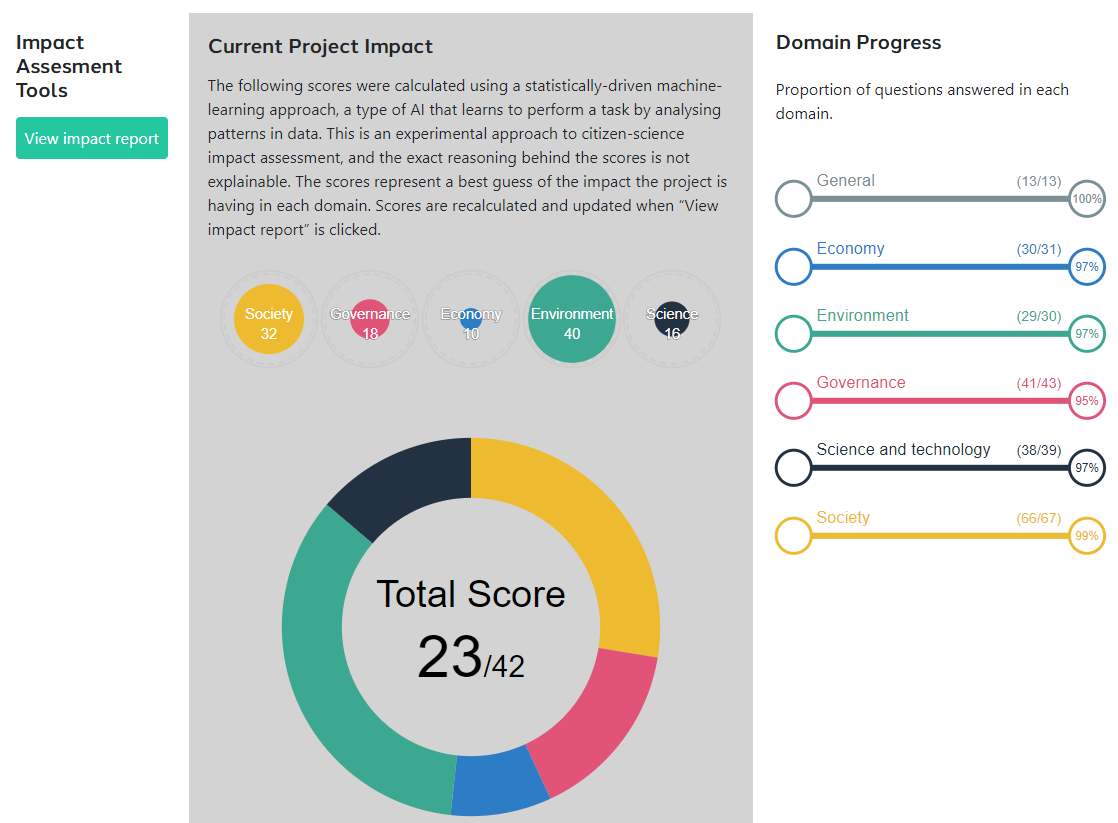 Impact
Assesment
Tools
View impact report
Current Project Impact
The following scores were calculated using a statistically-driven machine-
learning approach, a type of AI that learns to perform a task by analysing
patterns in data. This is an experimental approach to citizen-science
impact assessment, and the exact reasoning behind the scores is not
explainable. The scores represent a best guess of the impact the project is
having in each domain. Scores are recalculated and updated when “View
impact report” is clicked.
Society
32
Governance
18
Economy
10
Environment
40
Science
16
Total Score
23/42
Domain Progress
Proportion of questions answered in each
domain.
General (13/13)
100%
Economy (30/31)
97%
Environment (29/30)
97%
Governance (41/43)
95%
Science and technology (38/39)
97%
Society (66/67)
99%